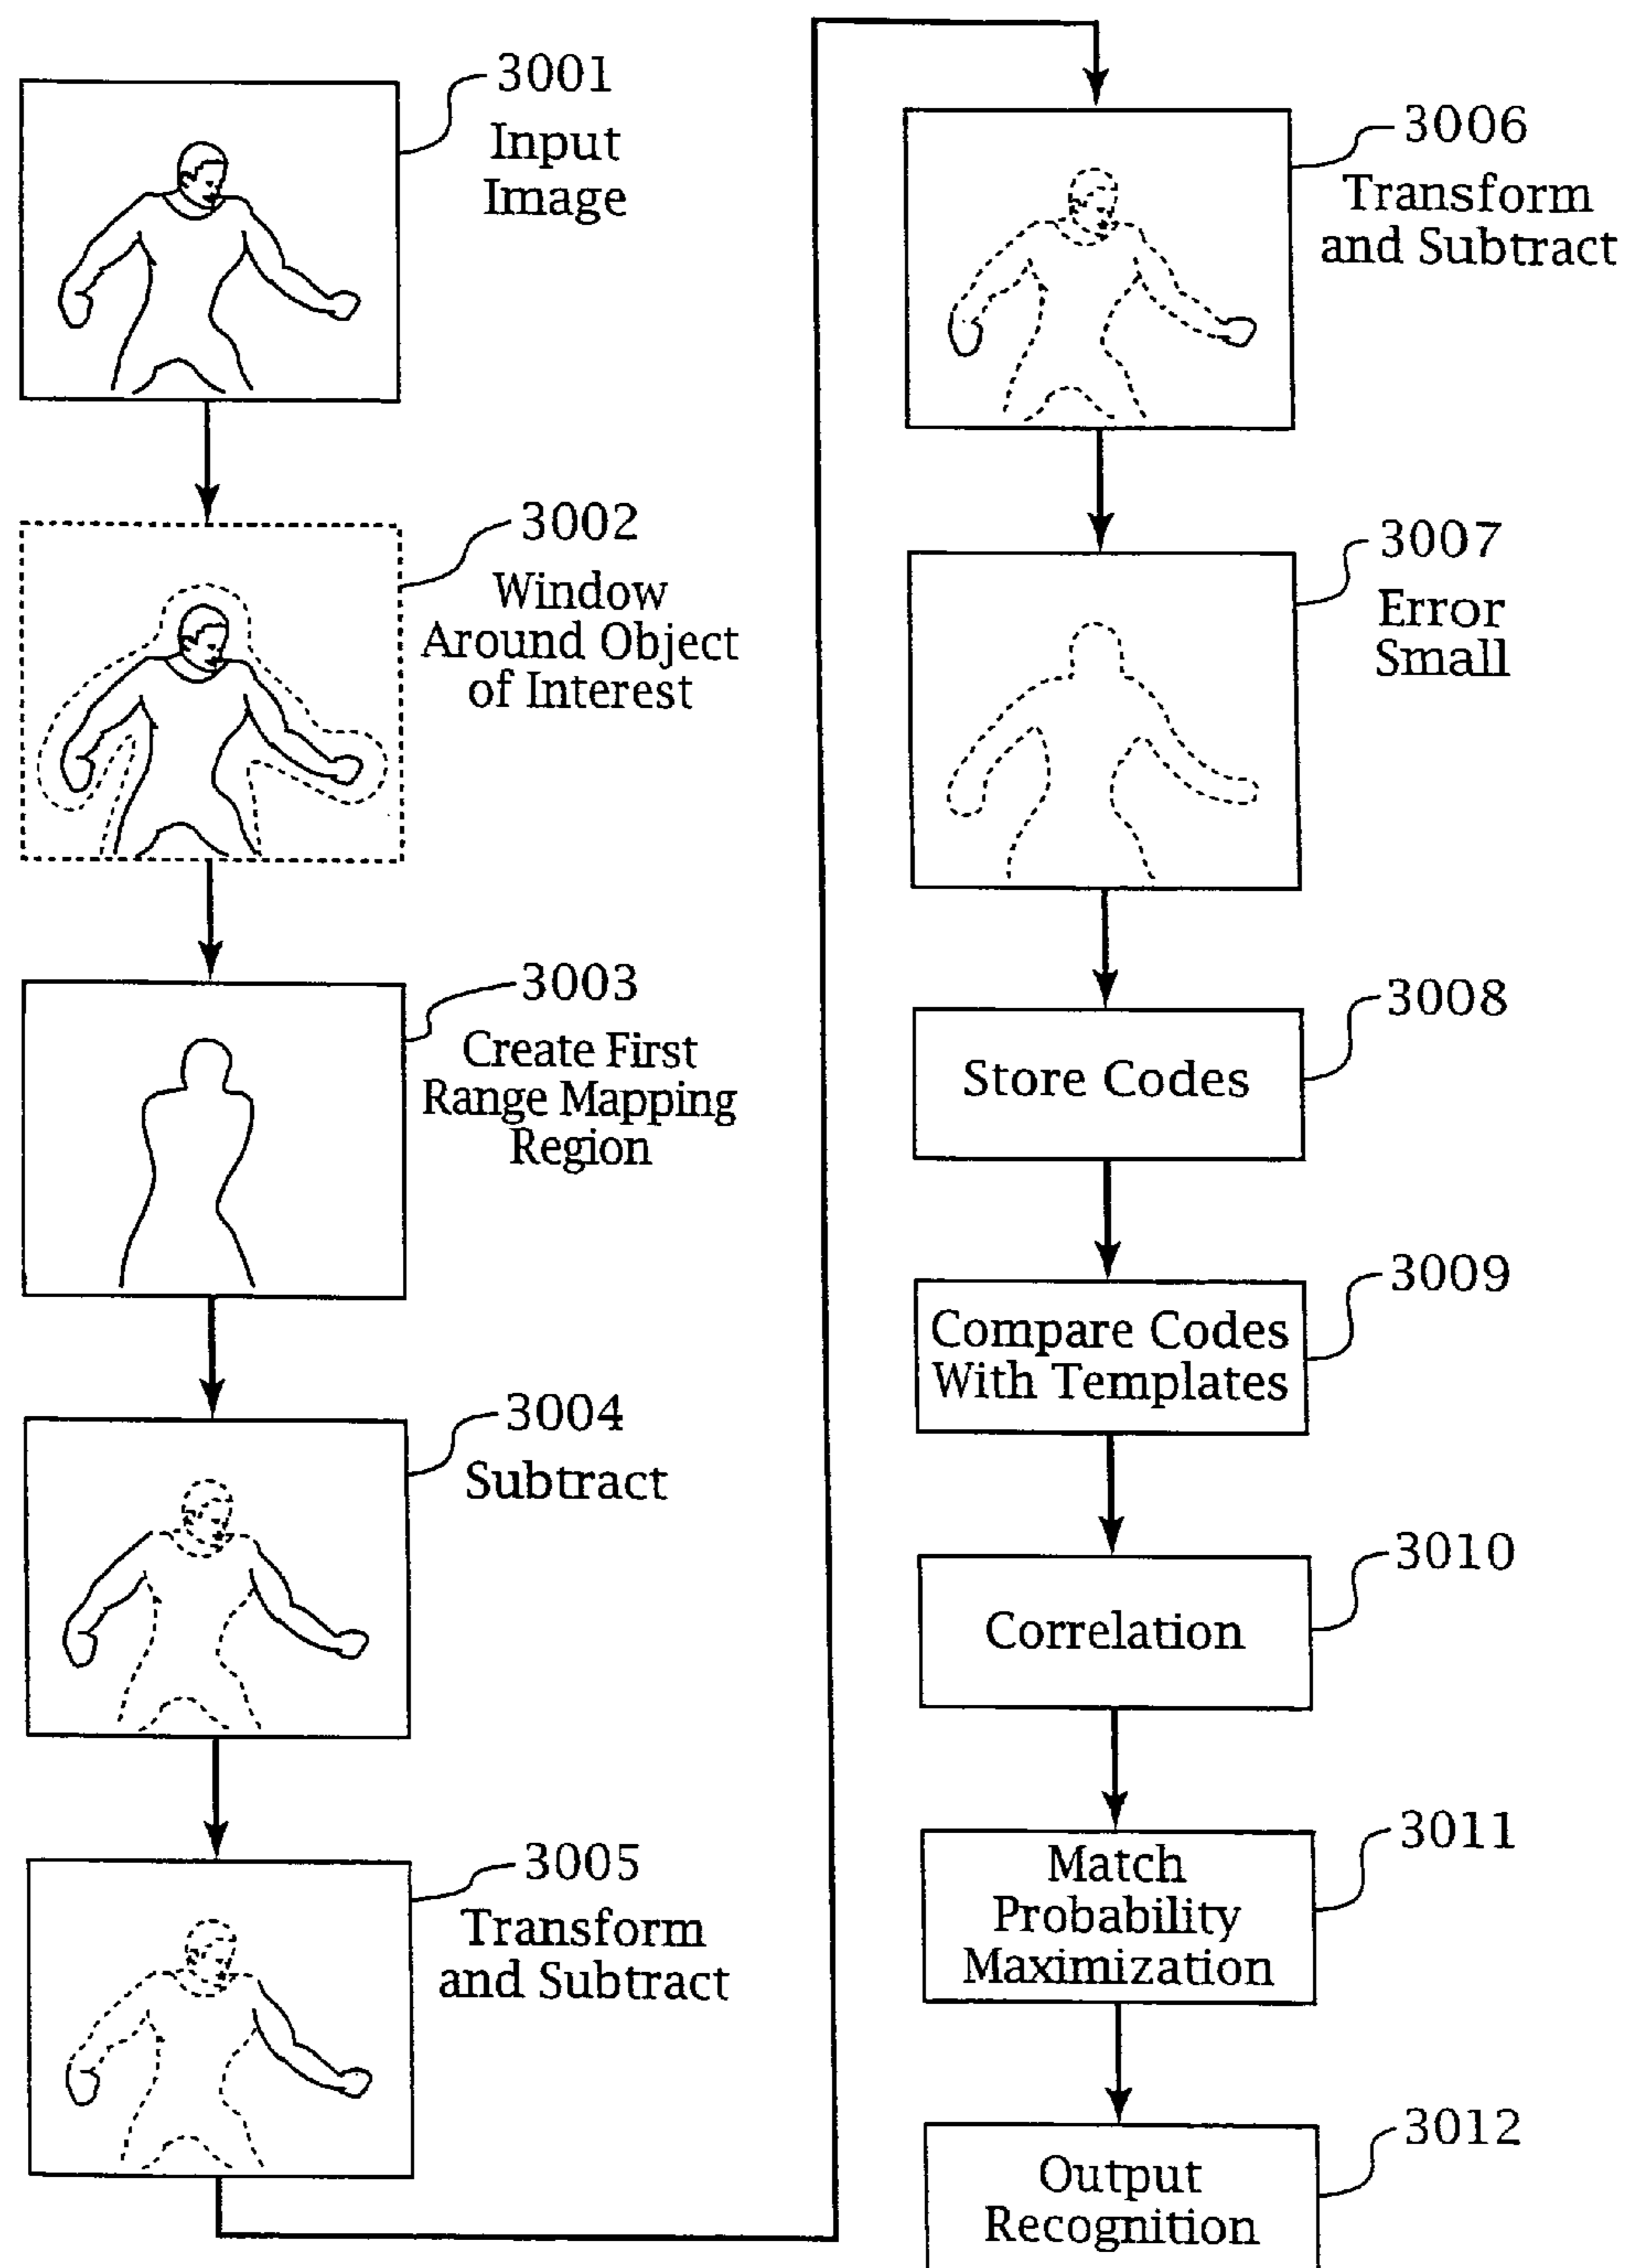 3001
Input
Image
3002
Window
Around Object
of Interest
3003
Create First
Range Mapping
Region
3004
Subtract
3005
Transform
and Subtract
3006
Transform
and Subtract
3007
Error
Small
3008
Store Codes
3009
Compare Codes
With Templates
3010
Correlation
3011
Match
Probability
Maximization
3012
Output
Recognition